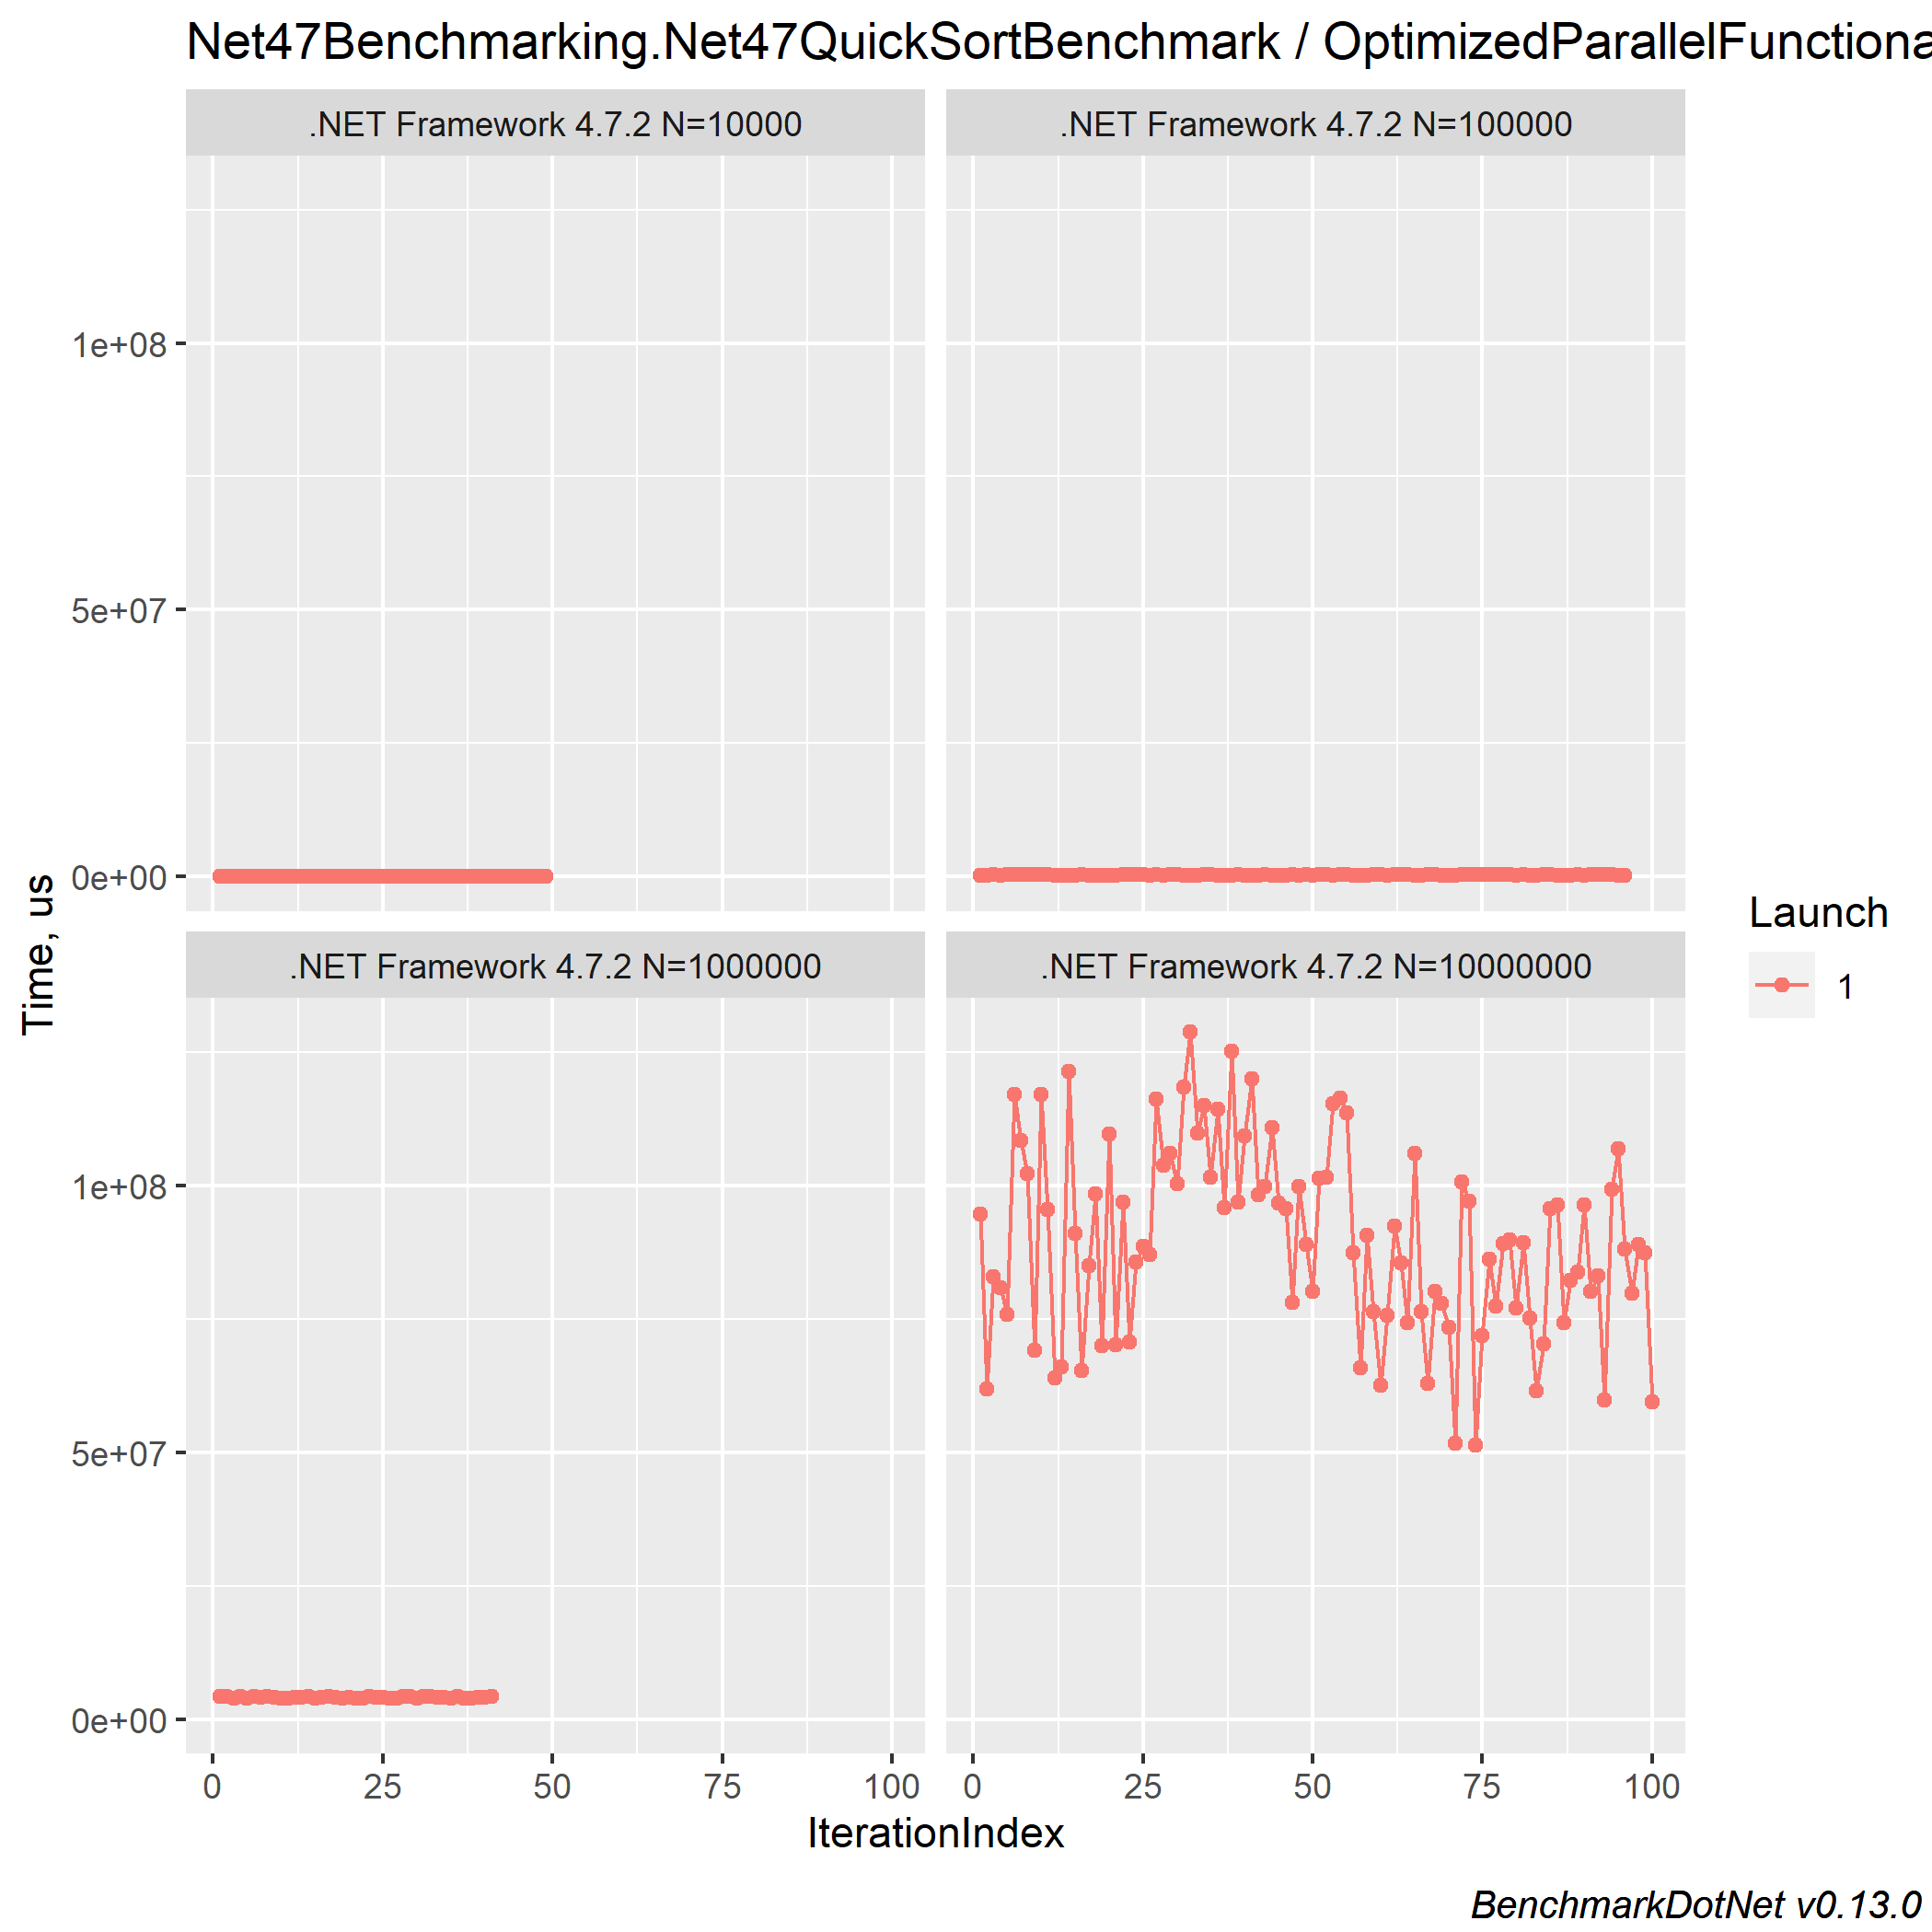 Net47Benchmarking.Net47QuickSortBenchmark / OptimizedParallelFunctiona
.NET Framework 4.7.2 N=10000
.NET Framework 4.7.2 N=100000
1e+08
5e+07
0e+00
Time, us
.NET Framework 4.7.2 N=1000000
.NET Framework 4.7.2 N=10000000
1e+08
5e+07
0e+00
0 25 50 75 100
0 25 50 75 100
IterationIndex
Launch
1
BenchmarkDotNet v0.13.0